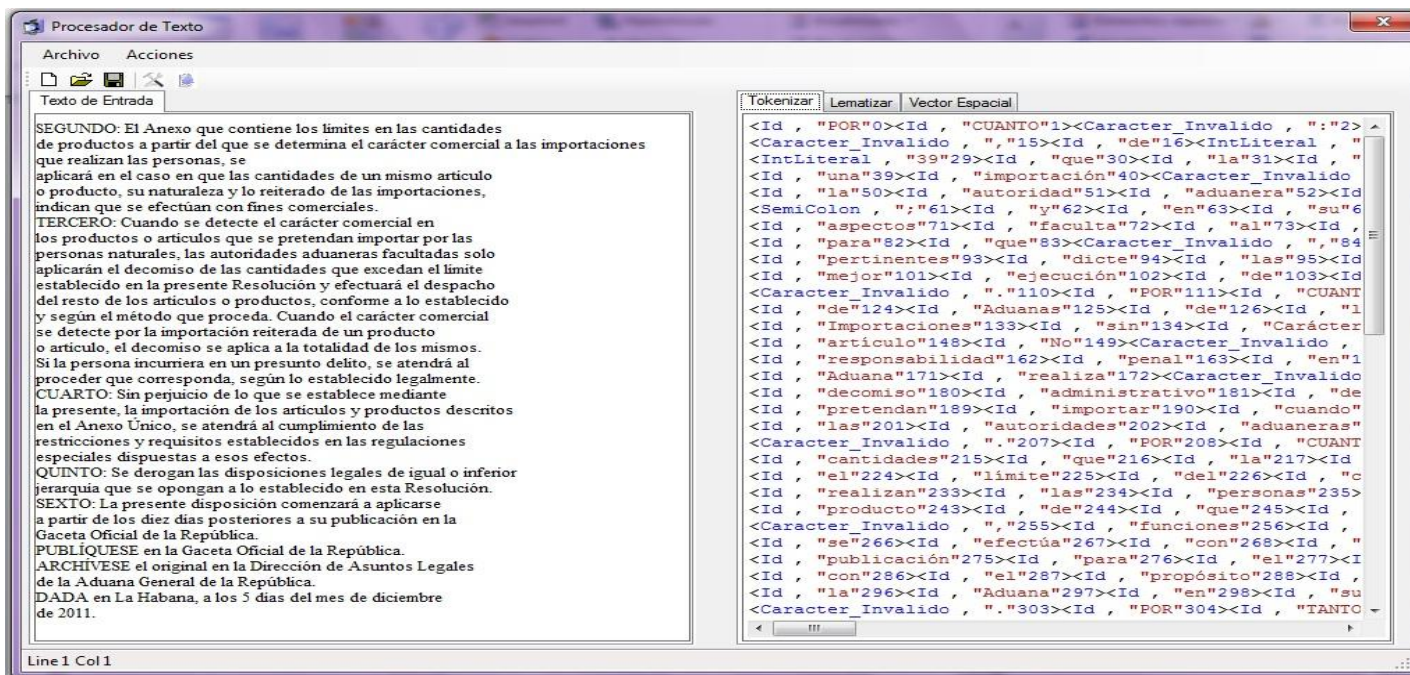 Procesador de Texto
Archivo Acciones
Texto de Entrada
SEGUNDO: El Anexo que contiene los límites en las cantidades
de productos a partir del que se determina el carácter comercial a las importaciones
que realizan las personas, se
aplicará en el caso en que las cantidades de un mismo artículo
o producto, su naturaleza y lo reiterado de las importaciones,
indican que se efectúan con fines comerciales.
TERCERO: Cuando se detecte el carácter comercial en
los productos o artículos que se pretendan importar por las
personas naturales, las autoridades aduaneras facultadas solo
aplicarán el decomiso de las cantidades que excedan el límite
establecido en la presente Resolución y efectuará el despacho
del resto de los artículos o productos, conforme a lo establecido
y según el método que proceda. Cuando el carácter comercial
se detecte por la importación reiterada de un producto
o artículo, el decomiso se aplica a la totalidad de los mismos.
Si la persona incurriera en un presunto delito, se atendrá al
proceder que corresponda, según lo establecido legalmente.
CUARTO: Sin perjuicio de lo que se establece mediante
la presente, la importación de los artículos y productos descritos
en el Anexo Único, se atendrá al cumplimiento de las
restricciones y requisitos establecidos en las regulaciones
especiales dispuestas a esos efectos.
QUINTO: Se derogan las disposiciones legales de igual o inferior
jerarquía que se opongan a lo establecido en esta Resolución.
SEXTO: La presente disposición comenzará a aplicarse
a partir de los diez días posteriores a su publicación en la
Gaceta Oficial de la República.
PUBLÍQUESE en la Gaceta Oficial de la República.
ARCHÍVESE el original en la Dirección de Asuntos Legales
de la Aduana General de la República.
DADA en La Habana, a los 5 días del mes de diciembre
de 2011.
Tokenizar Lematizar Vector Espacial
<Id , "POR"0><Id , "CUANTO"1><Caracter_Invalido , ":"2>
<Caracter_Invalido , ","15><Id , "de"16><IntLiteral , "
<IntLiteral , "39"29><Id , "que"30><Id , "la"31><Id , "
<Id , "una"39><Id , "importación"40><Caracter_Invalido
<Id , "la"50><Id , "autoridad"51><Id , "aduanera"52><Id
<SemiColon , ";"61><Id , "y"62><Id , "en"63><Id , "su"6
<Id , "aspectos"71><Id , "faculta"72><Id , "al"73><Id ,
<Id , "para"82><Id , "que"83><Caracter_Invalido , ","84
<Id , "pertinentes"93><Id , "dicte"94><Id , "las"95><Id
<Id , "mejor"101><Id , "ejecución"102><Id , "de"103><Id
<Caracter_Invalido , "."110><Id , "POR"111><Id , "CUANT
<Id , "de"124><Id , "Aduanas"125><Id , "de"126><Id , "l
<Id , "Importaciones"133><Id , "sin"134><Id , "Carácter
<Id , "artículo"148><Id , "No"149><Caracter_Invalido ,
<Id , "responsabilidad"162><Id , "penal"163><Id , "en"1
<Id , "Aduana"171><Id , "realiza"172><Caracter_Invalido
<Id , "decomiso"180><Id , "administrativo"181><Id , "de
<Id , "pretendan"189><Id , "importar"190><Id , "cuando"
<Id , "las"201><Id , "autoridades"202><Id , "aduaneras"
<Caracter_Invalido , "."207><Id , "POR"208><Id , "CUANT
<Id , "cantidades"215><Id , "que"216><Id , "la"217><Id
<Id , "el"224><Id , "límite"225><Id , "del"226><Id , "c
<Id , "realizan"233><Id , "las"234><Id , "personas"235>
<Id , "producto"243><Id , "de"244><Id , "que"245><Id ,
<Caracter_Invalido , ","255><Id , "funciones"256><Id ,
<Id , "se"266><Id , "efectúa"267><Id , "con"268><Id , "
<Id , "publicación"275><Id , "para"276><Id , "el"277><I
<Id , "con"286><Id , "el"287><Id , "propósito"288><Id ,
<Id , "la"296><Id , "Aduana"297><Id , "en"298><Id , "su
<Caracter_Invalido , "."303><Id , "POR"304><Id , "TANTO
Line 1 Col 1